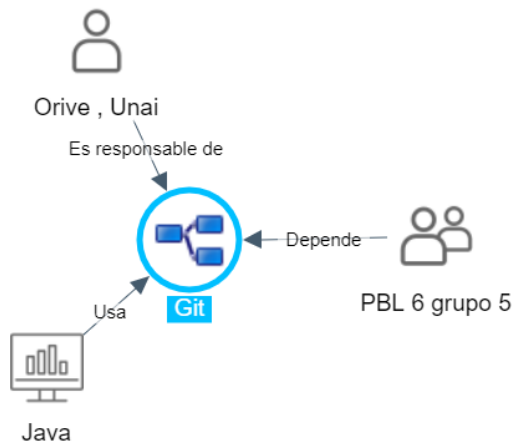 Orive , Unai
Es responsable de
Depende
Git
PBL 6 grupo 5
Usa
Java